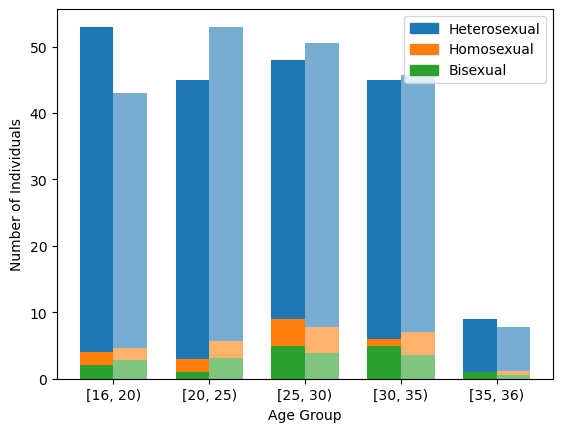 Heterosexual
Homosexual
Bisexual
Number of Individuals
50
40
30
20
10
0
[16, 20)
[20, 25)
[25, 30)
[30, 35)
[35, 36)
Age Group